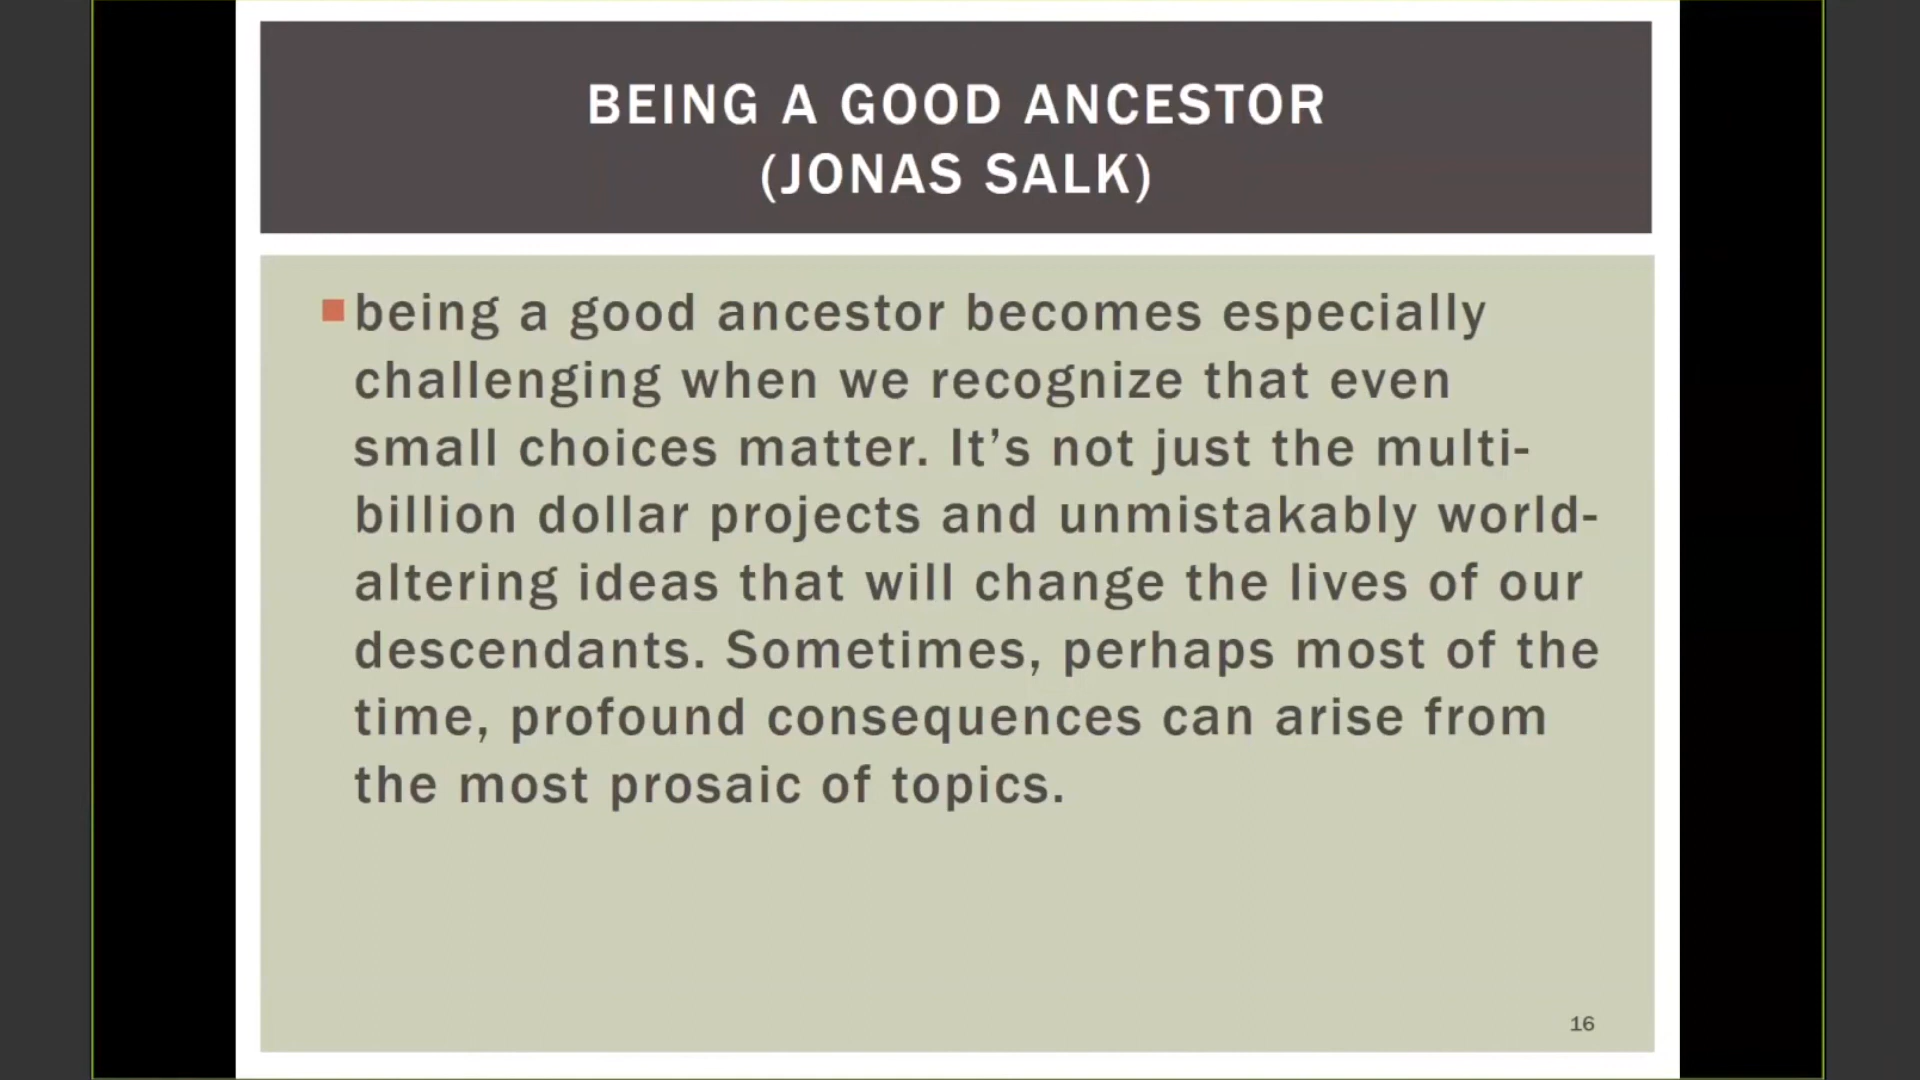 BEING A GOOD ANCESTOR
(JONAS SALK)
being a good ancestor becomes especially
challenging when we recognize that even
small choices matter. It’s not just the multi-
billion dollar projects and unmistakably world-
altering ideas that will change the lives of our
descendants. Sometimes, perhaps most of the
time, profound consequences can arise from
the most prosaic of topics.
16